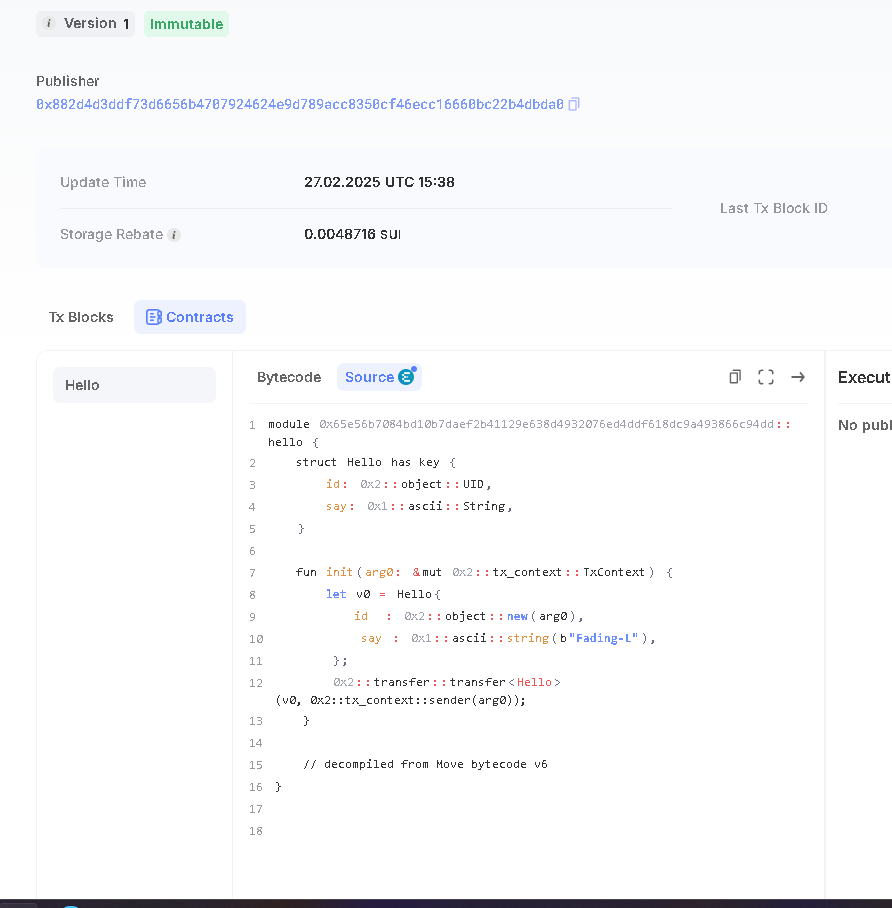 Version 1 Immutable
Publisher
0x882d4d3ddf73d6656b4707924624e9d789acc8350cf46ecc16660bc22b4dbda0
Update Time 27.02.2025 UTC 15:38
Last Tx Block ID
Storage Rebate 0.0048716 SUI
Tx Blocks Contracts
Hello
Bytecode Source
Execut
No publ
1 module 0x65e56b7084bd10b7daef2b41129e638d4932076ed4ddf618dc9a493866c94dd::
hello {
2 struct Hello has key {
3 id: 0x2::object::UID,
4 say: 0x1::ascii::String,
5 }
6
7 fun init(arg0: &mut 0x2::tx_context::TxContext) {
8 let v0 = Hello{
9 id : 0x2::object::new(arg0),
10 say : 0x1::ascii::string(b"Fading-L"),
11 };
12 0x2::transfer::transfer<Hello>
(v0, 0x2::tx_context::sender(arg0));
13 }
14
15 // decompiled from Move bytecode v6
16 }
17
18